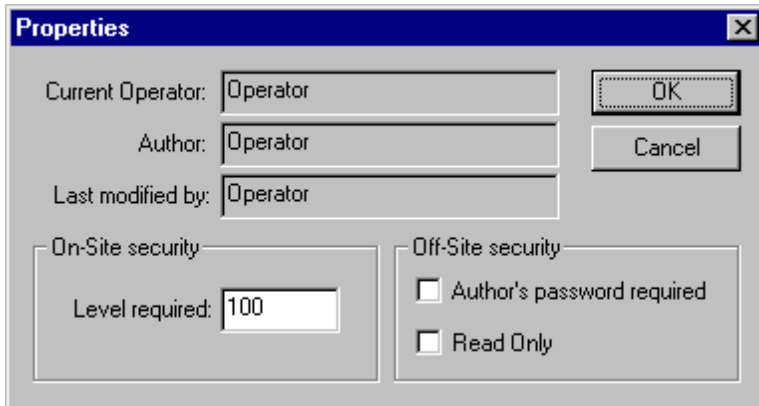 Properties
Current Operator: Operator
OK
Author: Operator
Cancel
Last modified by: Operator
On-Site security
Level required: 100
Off-Site security
Author's password required
Read Only